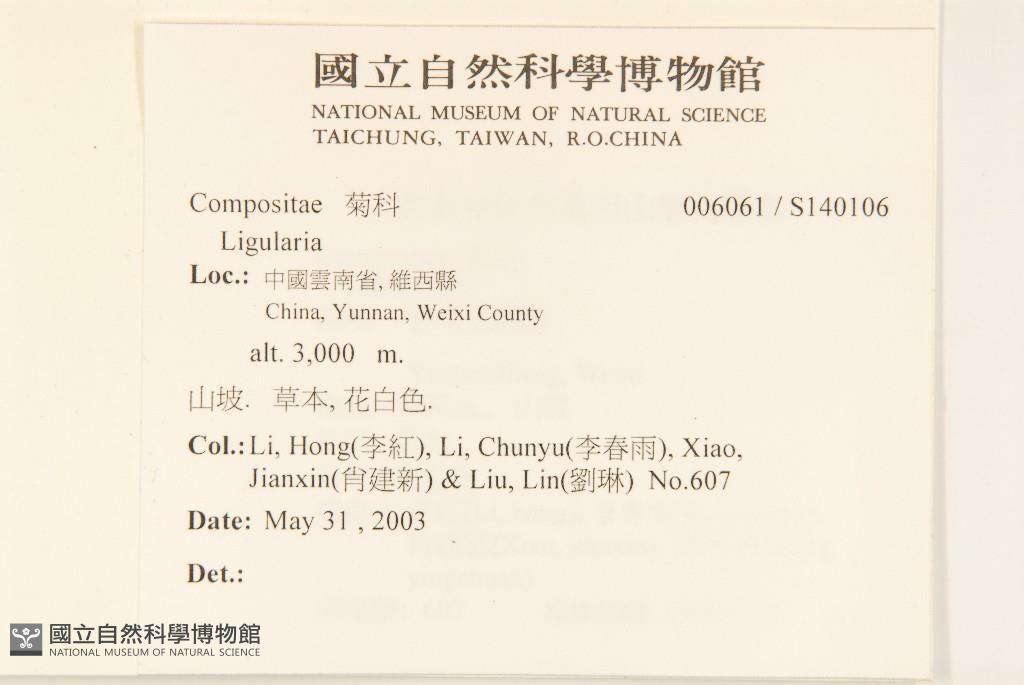 國立自然科學博物館
NATIONAL MUSEUM OF NATURAL SCIENCE
TAICHUNG, TAIWAN, R.O.CHINA
Compositae 菊科 006061 / S140106
Ligularia
Loc.: 中國雲南省, 維西縣
China, Yunnan, Weixi County
alt. 3,000 m.
山坡. 草本, 花白色.
Col.: Li, Hong(李紅), Li, Chunyu(李春雨), Xiao,
Jianxin(肖建新) & Liu, Lin(劉琳) No.607
Date: May 31 , 2003
Det.:
國立自然科學博物館
NATIONAL MUSEUM OF NATURAL SCIENCE